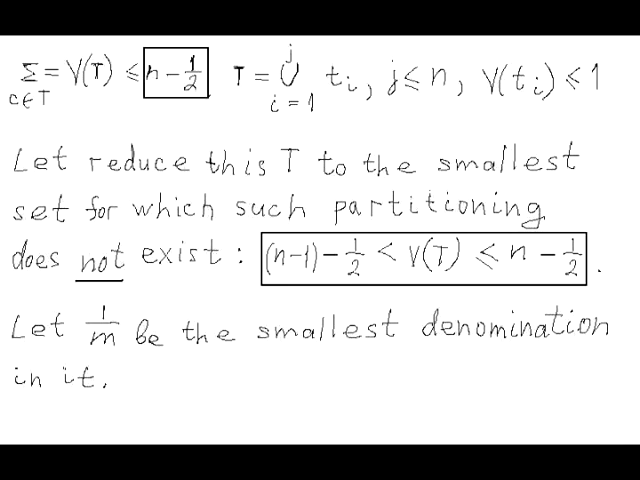 Σ = V(T) ≤ n - 1/2 T = ∪ t_i, j ≤ n, V(t_i) ≤ 1
c∈T i = 1 j
Let reduce this T to the smallest
set for which such partitioning
does not exist: (n-1) - 1/2 < V(T) ≤ n - 1/2 .
Let 1/m be the smallest denomination
in it.